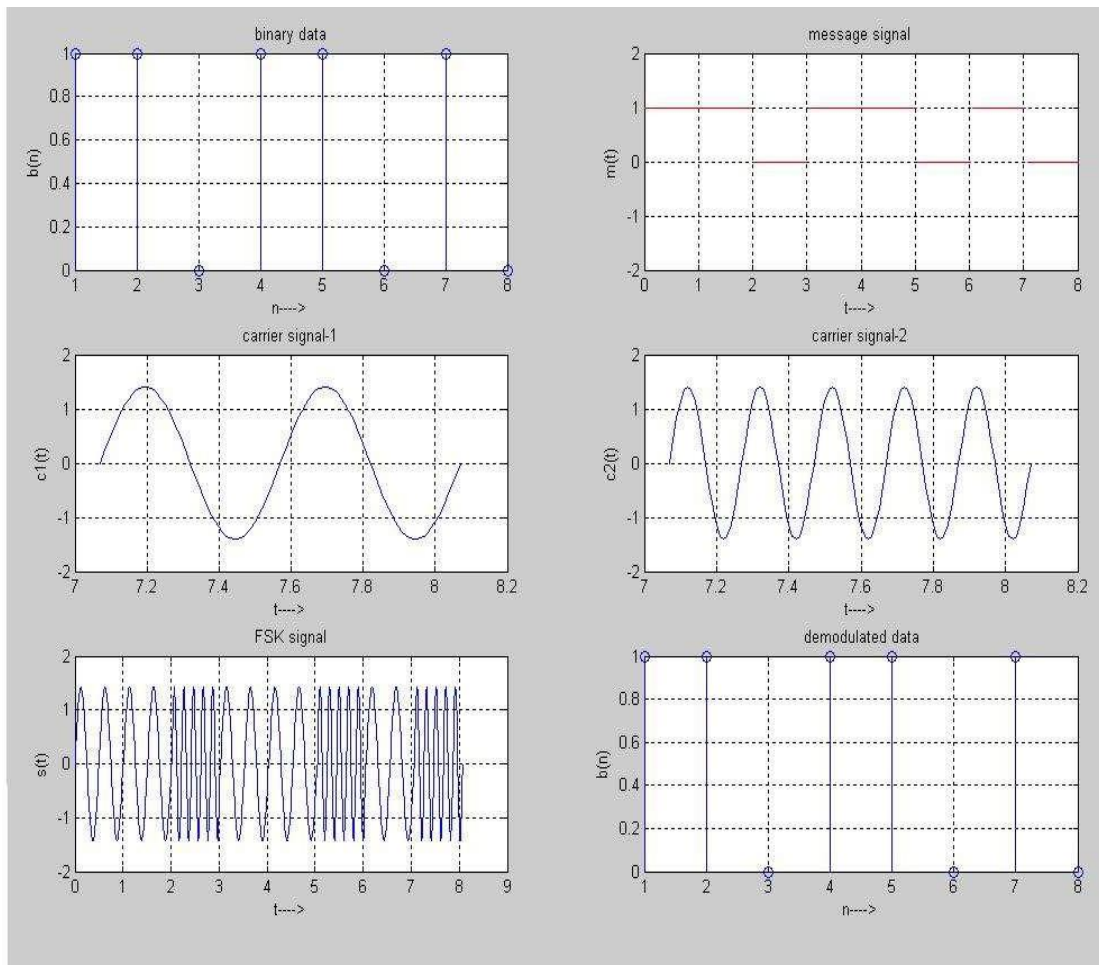 binary data
1
0.8
0.6
0.4
0.2
0
b(n)
1 2 3 4 5 6 7 8
n---->
message signal
2
1
0
-1
-2
m(t)
0 1 2 3 4 5 6 7 8
t---->
carrier signal-1
2
1
0
-1
-2
c1(t)
7 7.2 7.4 7.6 7.8 8 8.2
t---->
carrier signal-2
2
1
0
-1
-2
c2(t)
7 7.2 7.4 7.6 7.8 8 8.2
t---->
FSK signal
2
1
0
-1
-2
s(t)
0 1 2 3 4 5 6 7 8 9
t---->
demodulated data
1
0.8
0.6
0.4
0.2
0
b(n)
1 2 3 4 5 6 7 8
n---->